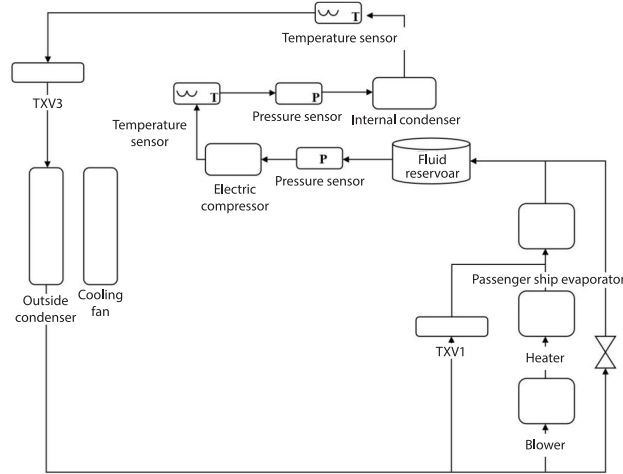 T
Temperature sensor
TXV3
T
P
Temperature
sensor
Pressure sensor
Internal condenser
P
Fluid
reservoar
Electric
compressor
Pressure sensor
Outside
condenser
Cooling
fan
Passenger ship evaporator
TXV1
Heater
Blower